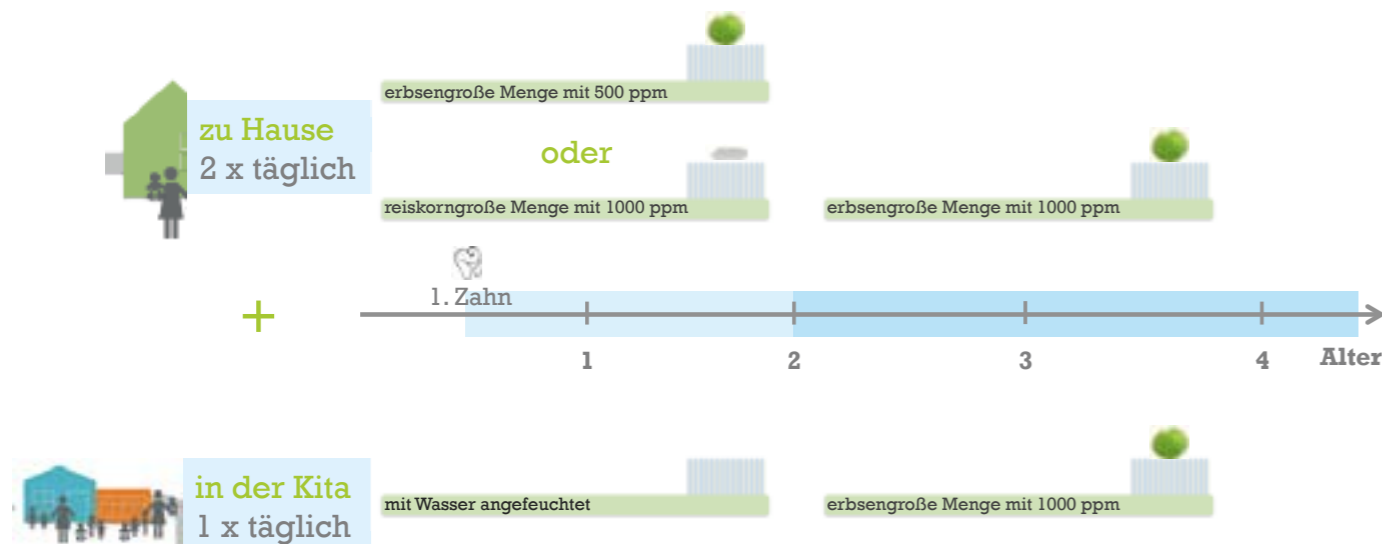 erbsengroße Menge mit 500 ppm
zu Hause
2 x täglich
oder
reiskorngroße Menge mit 1000 ppm
erbsengroße Menge mit 1000 ppm
1. Zahn
+
1
2
3
4
Alter
in der Kita
1 x täglich
mit Wasser angefeuchtet
erbsengroße Menge mit 1000 ppm